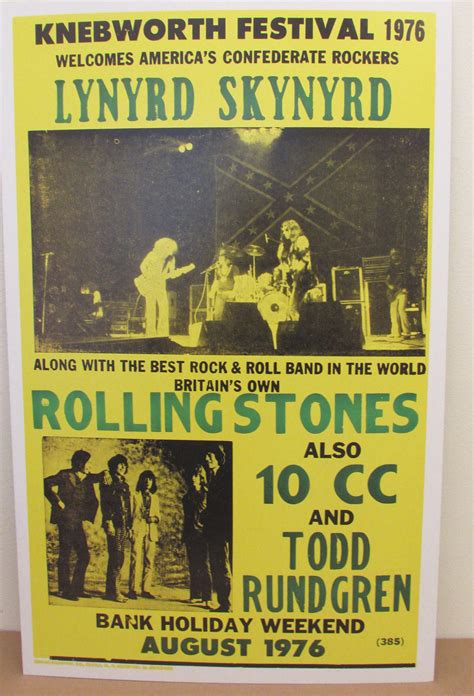 KNEBWORTH FESTIVAL 1976
WELCOMES AMERICA'S CONFEDERATE ROCKERS
LYNYRD SKYNYRD
ALONG WITH THE BEST ROCK & ROLL BAND IN THE WORLD
BRITAIN'S OWN
ROLLING STONES
ALSO
10 CC
AND
TODD
RUNDGREN
BANK HOLIDAY WEEKEND
AUGUST 1976
(385)